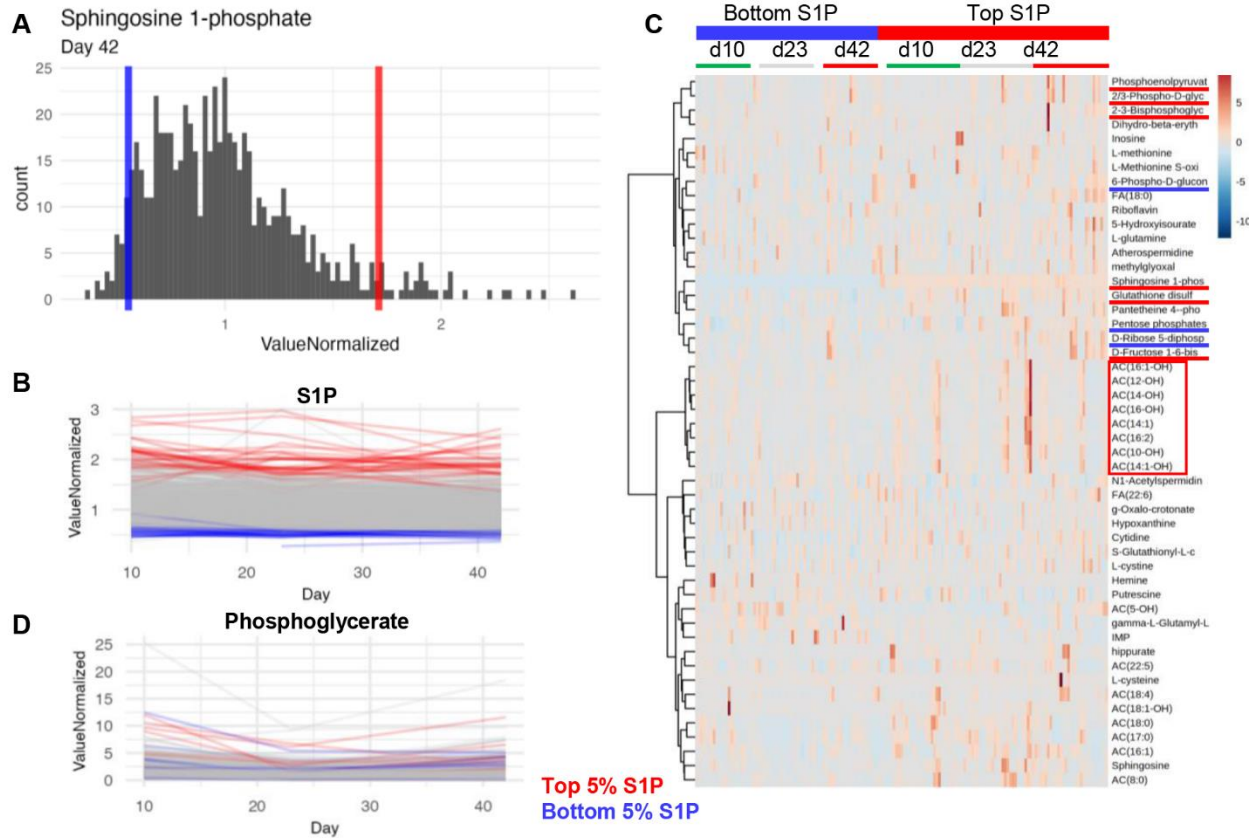 A
Sphingosine 1-phosphate
Day 42
25
20
15
10
5
0
count
1
2
ValueNormalized
B
S1P
3
2
1
ValueNormalized
10
20
30
40
Day
D
Phosphoglycerate
25
20
15
10
5
0
ValueNormalized
10
20
30
40
Day
Top 5% S1P
Bottom 5% S1P
C
Bottom S1P
Top S1P
d10
d23
d42
d10
d23
d42
Phosphoenolpyruvat
2/3-Phospho-D-glyc
2-3-Bisphosphoglyc
Dihydro-beta-eryth
Inosine
L-methionine
L-Methionine S-oxi
6-Phospho-D-glucon
FA(18:0)
Riboflavin
5-Hydroxyisourate
L-glutamine
Atherospermidine
methylglyoxal
Sphingosine 1-phos
Glutathione disulf
Pantetheine 4--pho
Pentose phosphates
D-Ribose 5-diphosp
D-Fructose 1-6-bis
AC(16:1-OH)
AC(12-OH)
AC(14-OH)
AC(16-OH)
AC(14:1)
AC(16:2)
AC(10-OH)
AC(14:1-OH)
N1-Acetylspermidin
FA(22:6)
g-Oxalo-crotonate
Hypoxanthine
Cytidine
S-Glutathionyl-L-c
L-cystine
Hemine
Putrescine
AC(5-OH)
gamma-L-Glutamyl-L
IMP
hippurate
AC(22:5)
L-cysteine
AC(18:4)
AC(18:1-OH)
AC(18:0)
AC(17:0)
AC(16:1)
Sphingosine
AC(8:0)
5
0
-5
-10